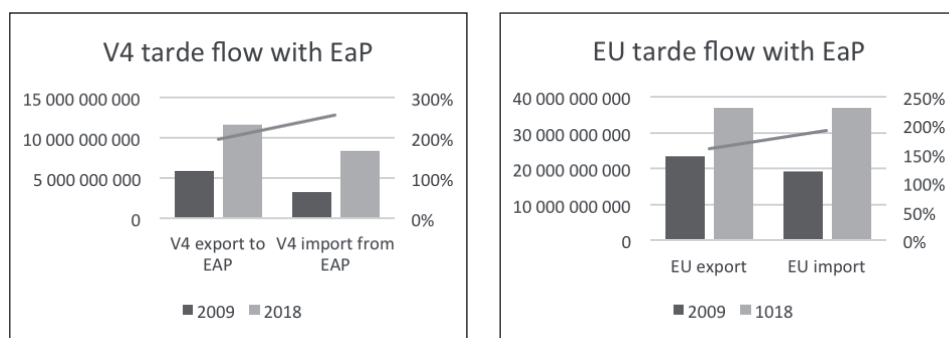 V4 tarde flow with EaP
15 000 000 000
10 000 000 000
5 000 000 000
0
300%
200%
100%
0%
V4 export to
EAP
V4 import from
EAP
2009 2018
EU tarde flow with EaP
40 000 000 000
30 000 000 000
20 000 000 000
10 000 000 000
0
250%
200%
150%
100%
50%
0%
EU export EU import
2009 1018